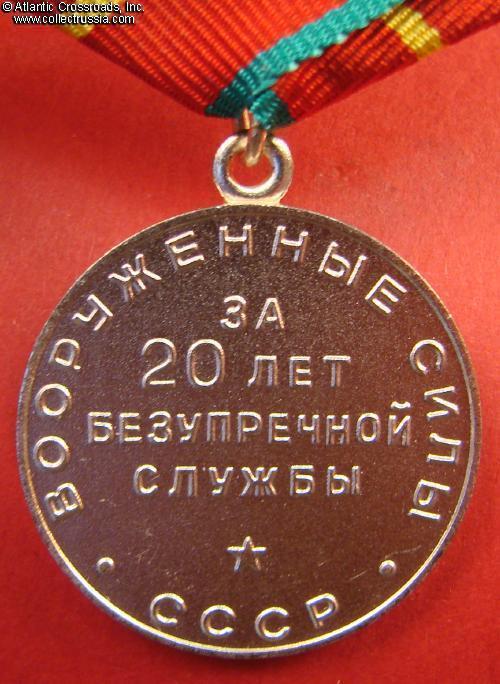 © Atlantic Crossroads, Inc.
www.collectrussia.com
ВООРУЖЕННЫЕ СИЛЫ
ЗА
20 ЛЕТ
БЕЗУПРЕЧНОЙ
СЛУЖБЫ
· СССР ·